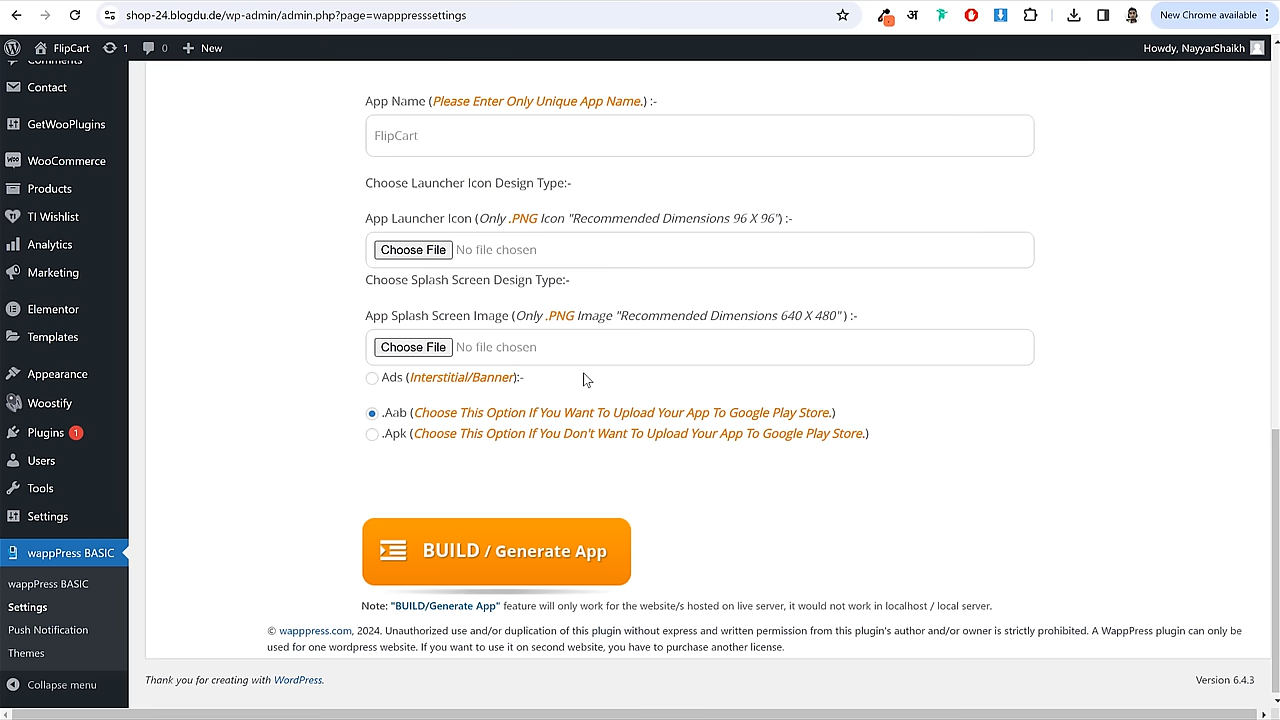 shop-24.blogdu.de/wp-admin/admin.php?page=wapppresssettings
अ
New Chrome available
FlipCart
1
0
New
Howdy, NayyarShaikh
Comments
Contact
GetWooPlugins
WooCommerce
Products
TI Wishlist
Analytics
Marketing
Elementor
Templates
Appearance
Woostify
Plugins 1
Users
Tools
Settings
wappPress BASIC
wappPress BASIC
Settings
Push Notification
Themes
Collapse menu
App Name (Please Enter Only Unique App Name.) :-
FlipCart
Choose Launcher Icon Design Type:-
App Launcher Icon (Only .PNG Icon "Recommended Dimensions 96 X 96") :-
Choose File No file chosen
Choose Splash Screen Design Type:-
App Splash Screen Image (Only .PNG Image "Recommended Dimensions 640 X 480" ) :-
Choose File No file chosen
Ads (Interstitial/Banner):-
.Aab (Choose This Option If You Want To Upload Your App To Google Play Store.)
.Apk (Choose This Option If You Don't Want To Upload Your App To Google Play Store.)
BUILD / Generate App
Note: "BUILD/Generate App" feature will only work for the website/s hosted on live server, it would not work in localhost / local server.
© wapppress.com, 2024. Unauthorized use and/or duplication of this plugin without express and written permission from this plugin's author and/or owner is strictly prohibited. A WappPress plugin can only be
used for one wordpress website. If you want to use it on second website, you have to purchase another license.
Thank you for creating with WordPress.
Version 6.4.3